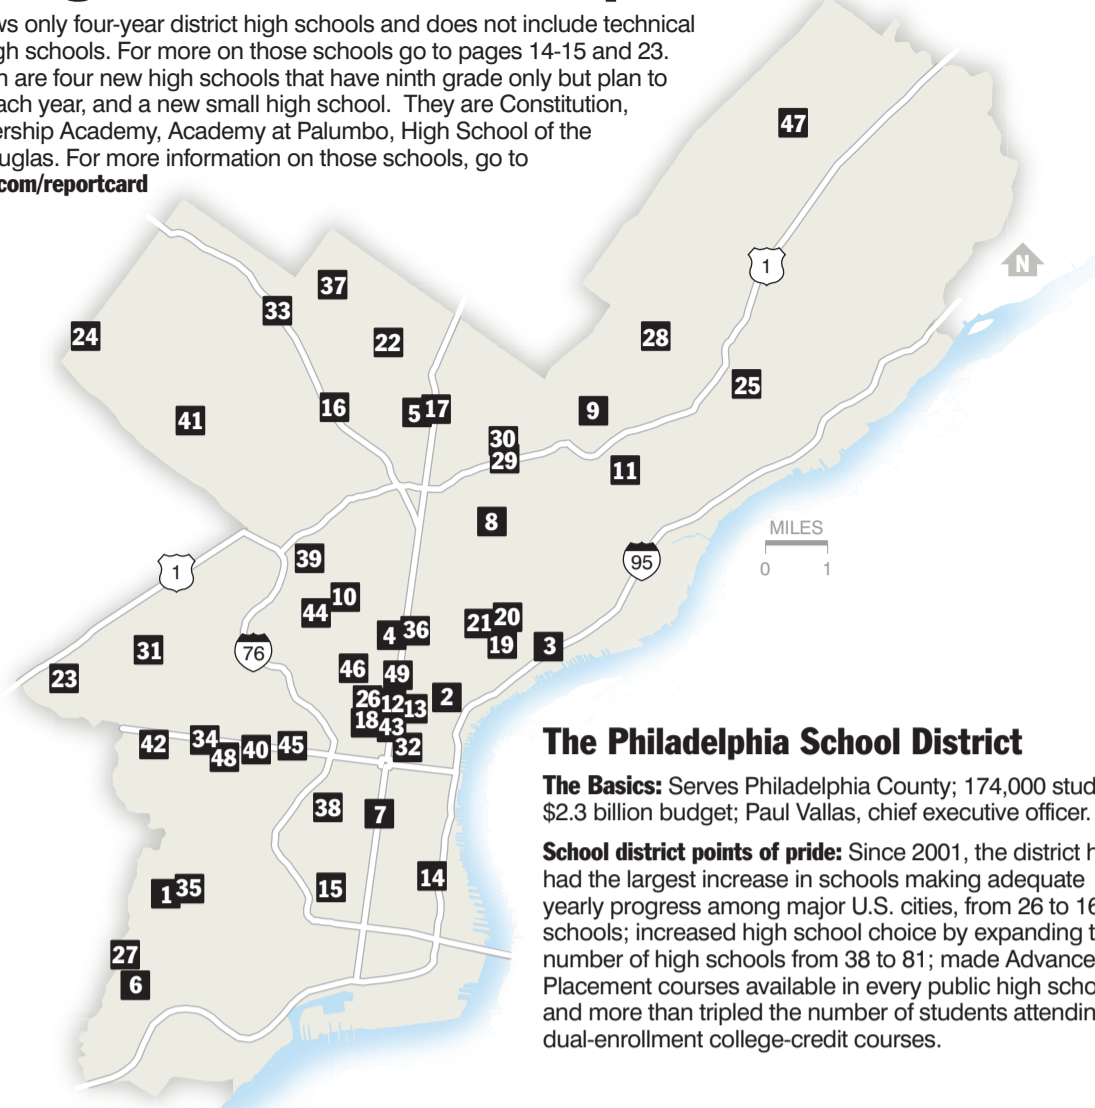 ws only four-year district high schools and does not include technical
gh schools. For more on those schools go to pages 14-15 and 23.
n are four new high schools that have ninth grade only but plan to
ach year, and a new small high school. They are Constitution,
ership Academy, Academy at Palumbo, High School of the
uglas. For more information on those schools, go to
com/reportcard
47
1
N
37
33
24
22
28
25
16
5 17
9
41
30
29
11
8
MILES
0 1
39
1
95
10
44
21 20
4 36
19
3
31
76
46
49
23
26 12 13
2
18 43
32
42
34
48
40
45
The Philadelphia School District
The Basics: Serves Philadelphia County; 174,000 stud
$2.3 billion budget; Paul Vallas, chief executive officer.
38
7
School district points of pride: Since 2001, the district h
had the largest increase in schools making adequate
yearly progress among major U.S. cities, from 26 to 16
schools; increased high school choice by expanding t
number of high schools from 38 to 81; made Advance
Placement courses available in every public high scho
and more than tripled the number of students attendin
dual-enrollment college-credit courses.
14
15
1 35
27
6